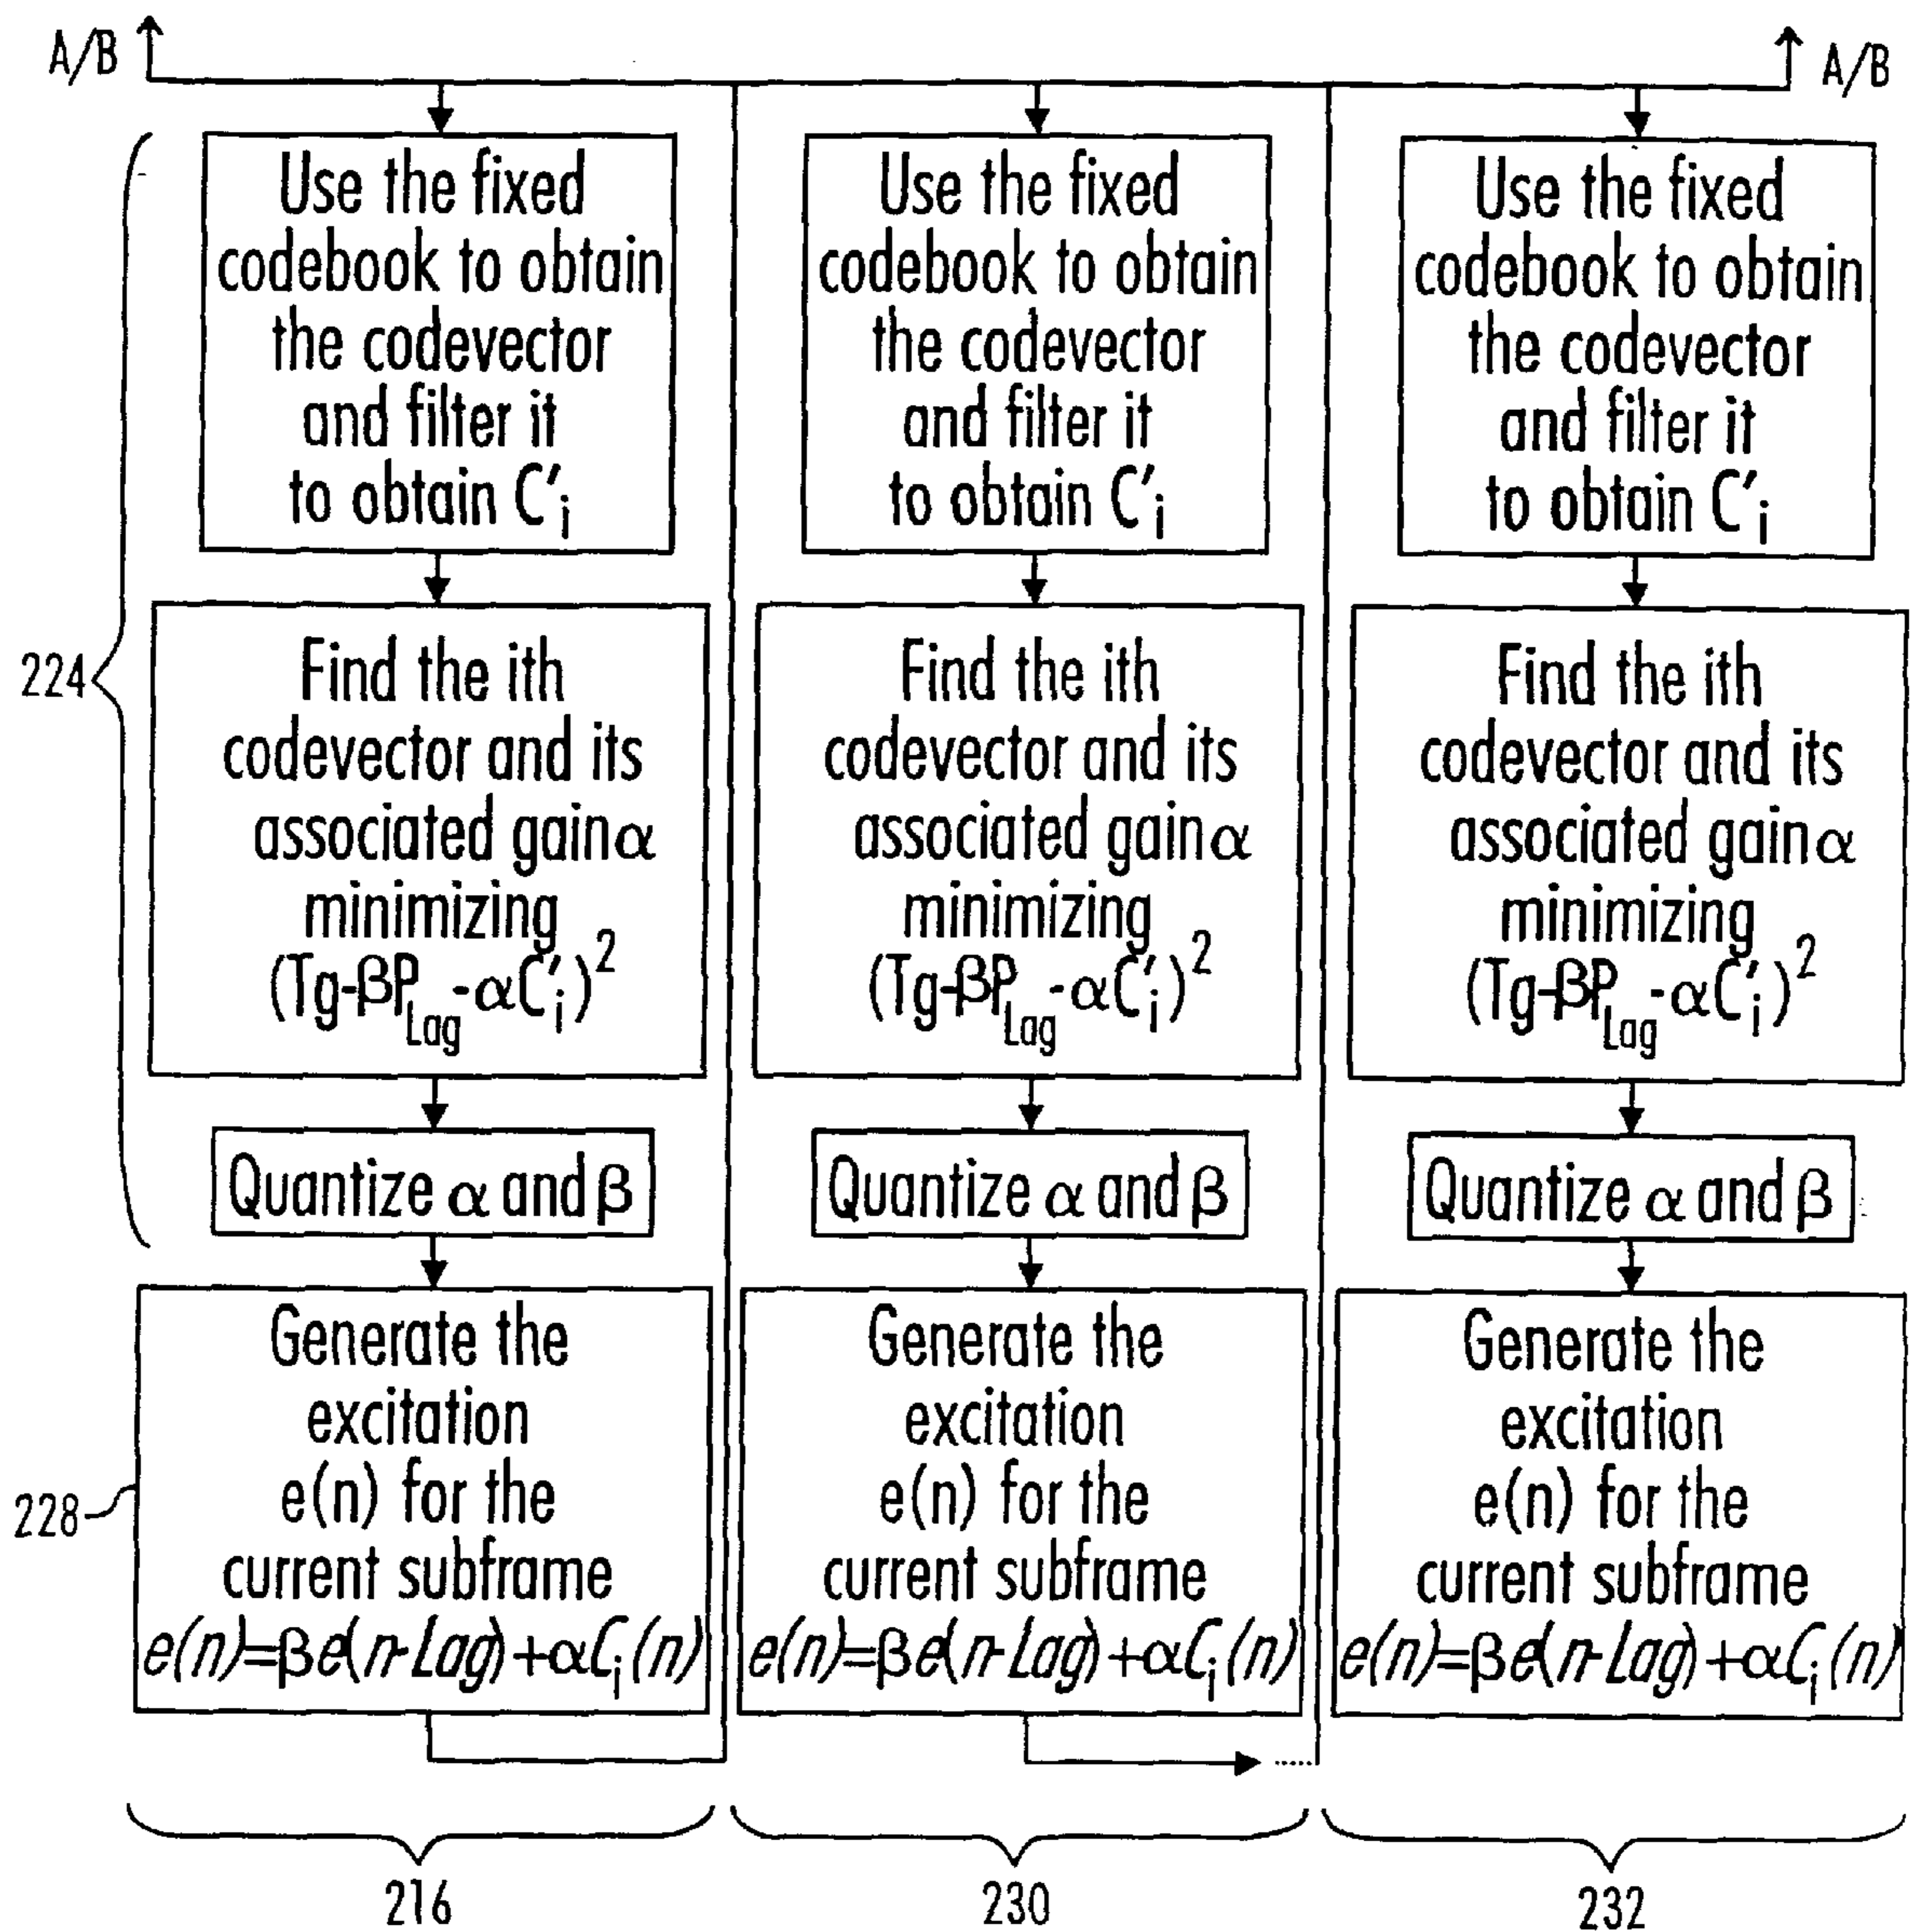 A/B
A/B
Use the fixed
codebook to obtain
the codevector
and filter it
to obtain C'i
Find the ith
codevector and its
associated gain α
minimizing
(Tg-βPLag-αC'i)²
Quantize α and β
Generate the
excitation
e(n) for the
current subframe
e(n)=βe(n-Lag)+αCi(n)
Use the fixed
codebook to obtain
the codevector
and filter it
to obtain C'i
Find the ith
codevector and its
associated gain α
minimizing
(Tg-βPLag-αC'i)²
Quantize α and β
Generate the
excitation
e(n) for the
current subframe
e(n)=βe(n-Lag)+αCi(n)
Use the fixed
codebook to obtain
the codevector
and filter it
to obtain C'i
Find the ith
codevector and its
associated gain α
minimizing
(Tg-βPLag-αC'i)²
Quantize α and β
Generate the
excitation
e(n) for the
current subframe
e(n)=βe(n-Lag)+αCi(n)
224
228
216
230
232